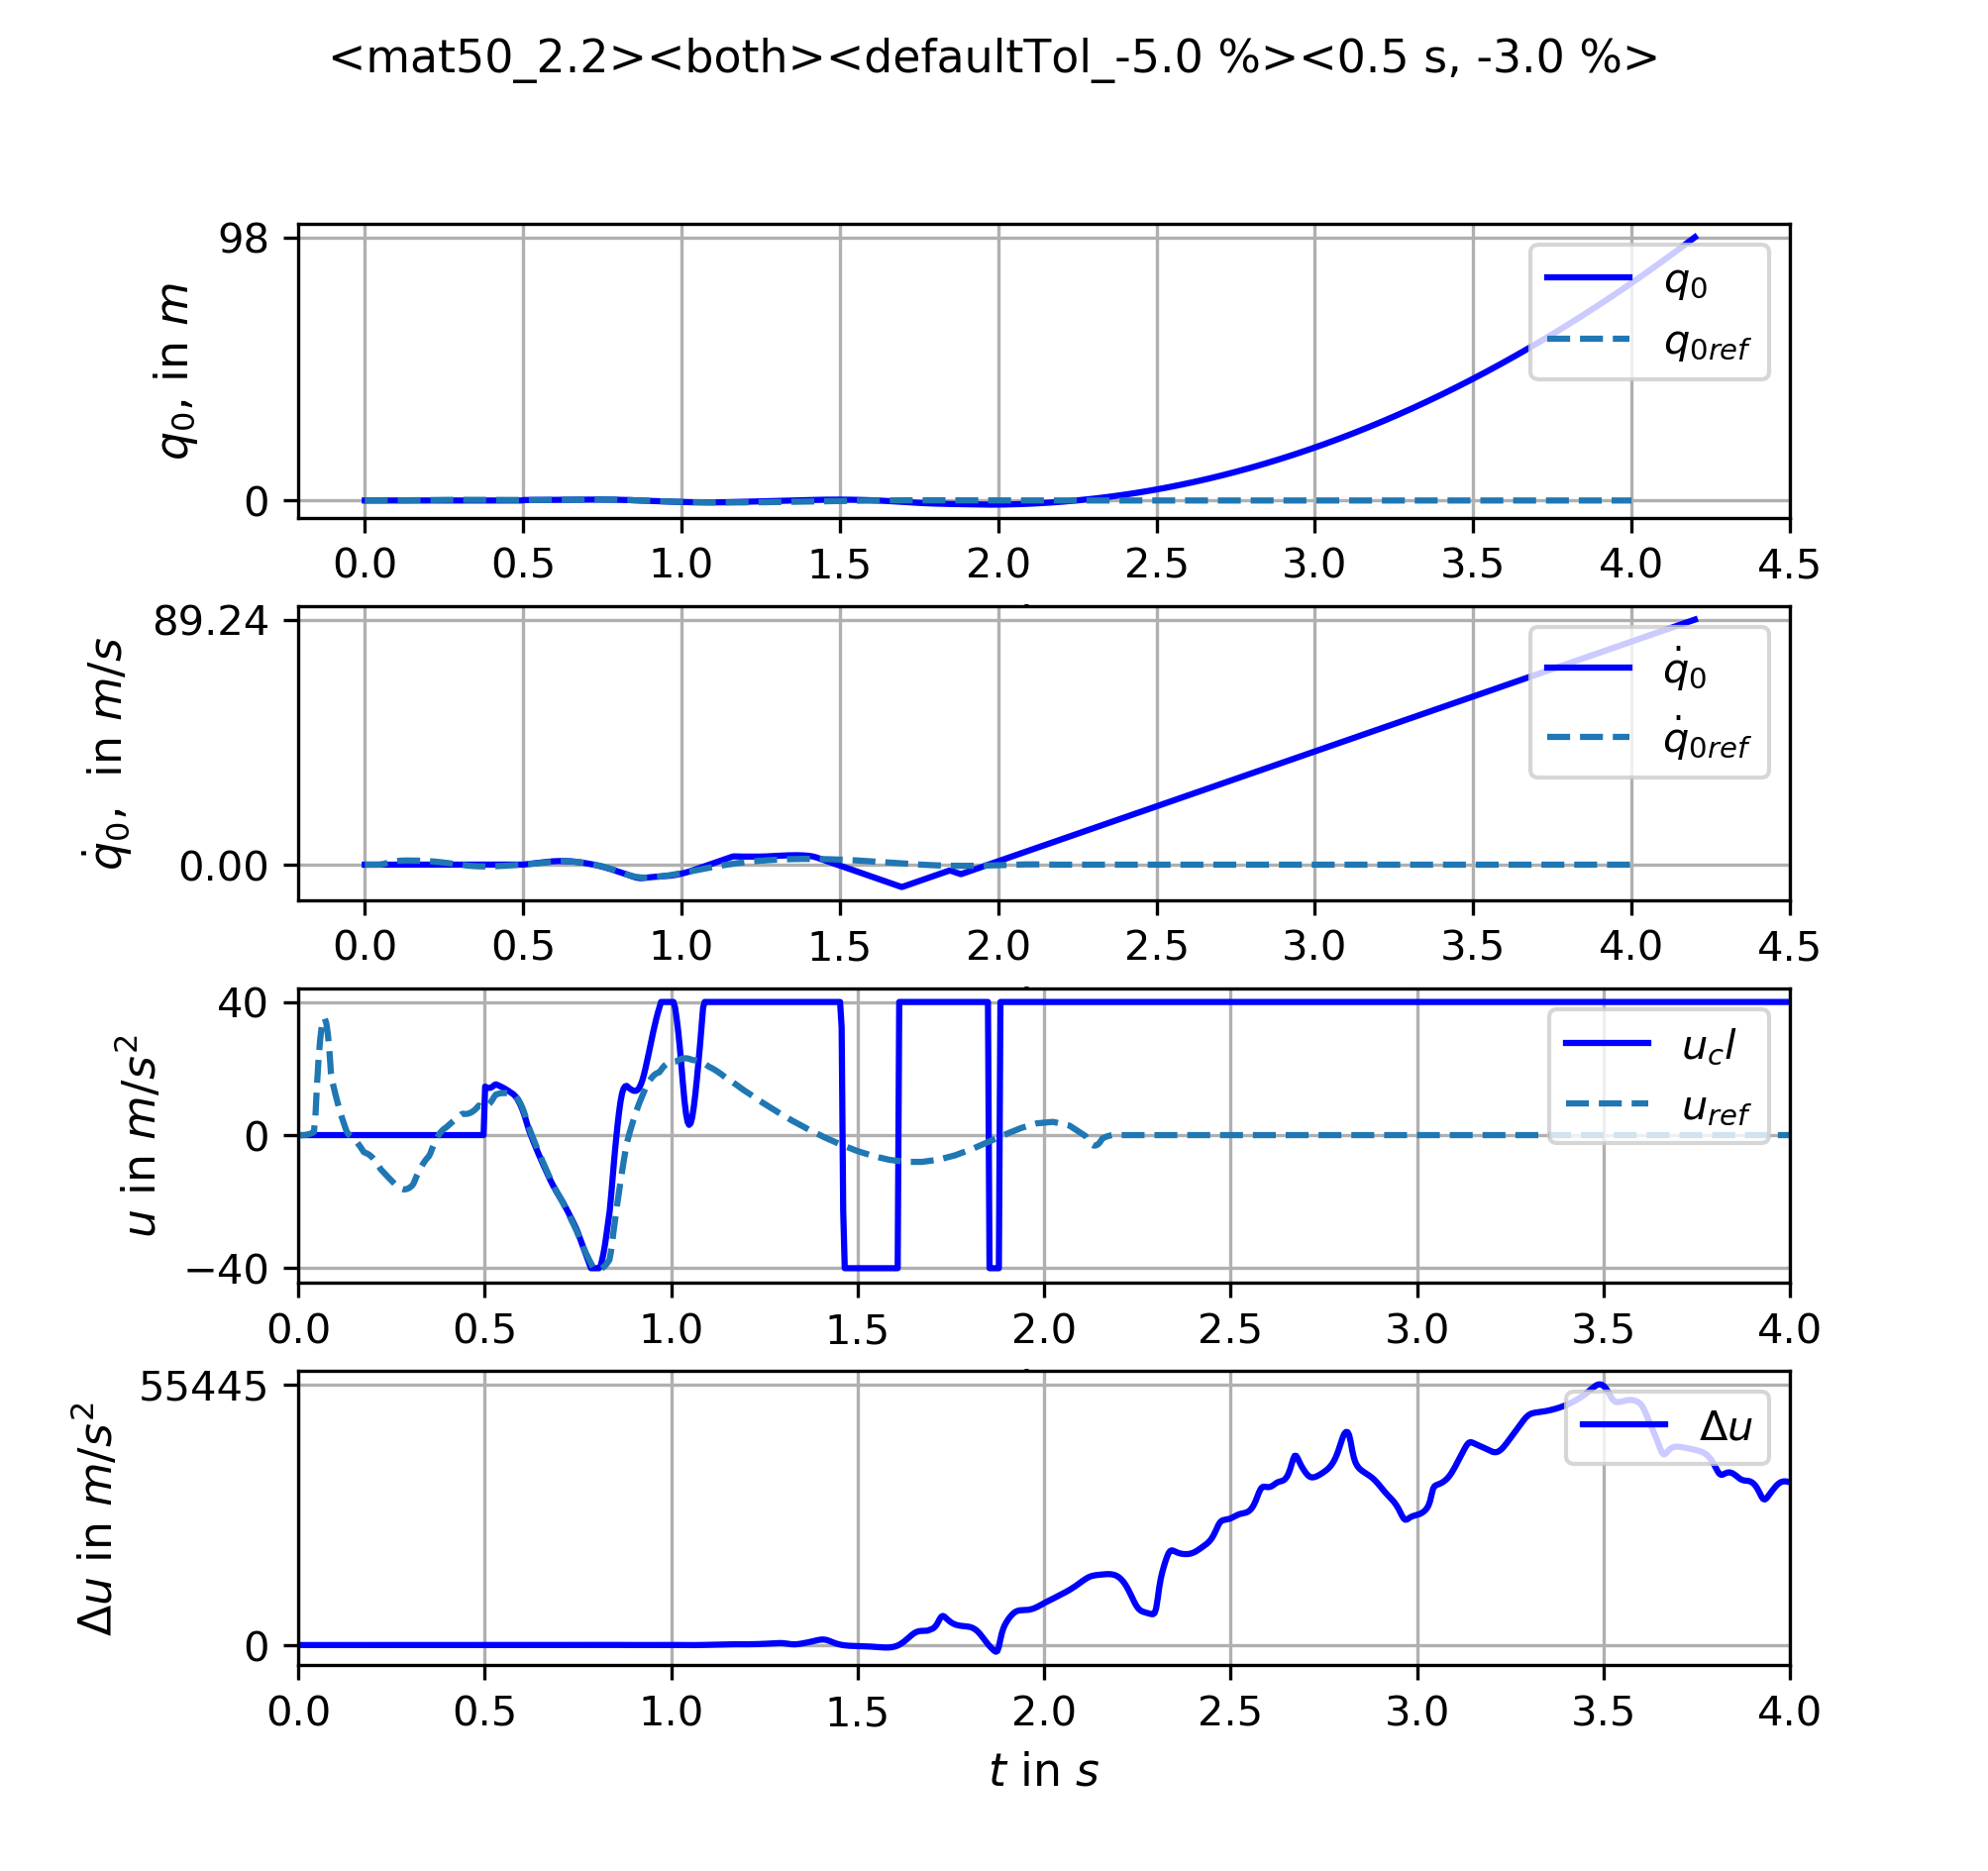 <mat50_2.2><both><defaultTol_-5.0 %><0.5 s, -3.0 %>
98
0
q₀, in m
q₀
q₀ref
0.0 0.5 1.0 1.5 2.0 2.5 3.0 3.5 4.0 4.5
89.24
0.00
q̇₀, in m/s
q̇₀
q̇₀ref
0.0 0.5 1.0 1.5 2.0 2.5 3.0 3.5 4.0 4.5
40
0
−40
u in m/s²
u_cl
u_ref
0.0 0.5 1.0 1.5 2.0 2.5 3.0 3.5 4.0
55445
0
Δu in m/s²
Δu
0.0 0.5 1.0 1.5 2.0 2.5 3.0 3.5 4.0
t in s